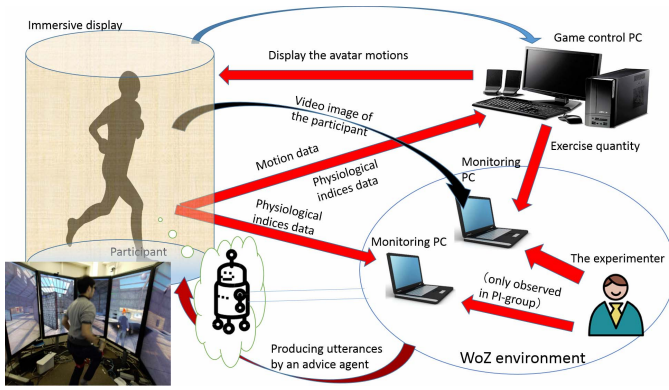 Immersive display
Game control PC
Display the avatar motions
Video image of
the participant
Motion data
Physiological
indices data
Exercise quantity
Monitoring
PC
Physiological
indices data
Monitoring PC
Participant
The experimenter
(only observed
in PI-group)
Producing utterances
by an advice agent
WoZ environment